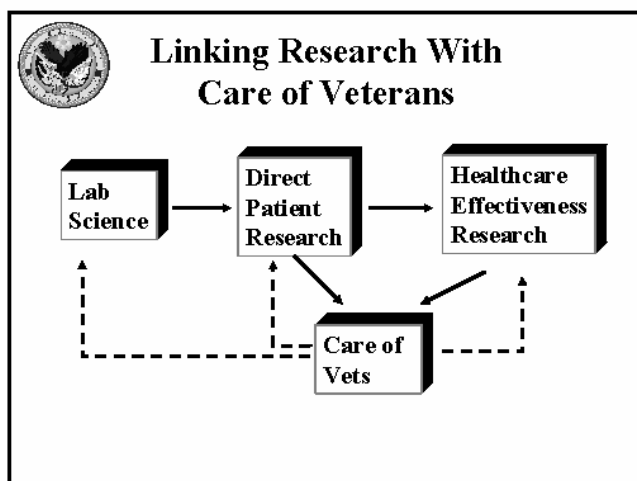 Linking Research With
Care of Veterans
Lab
Science
Direct
Patient
Research
Healthcare
Effectiveness
Research
Care of
Vets